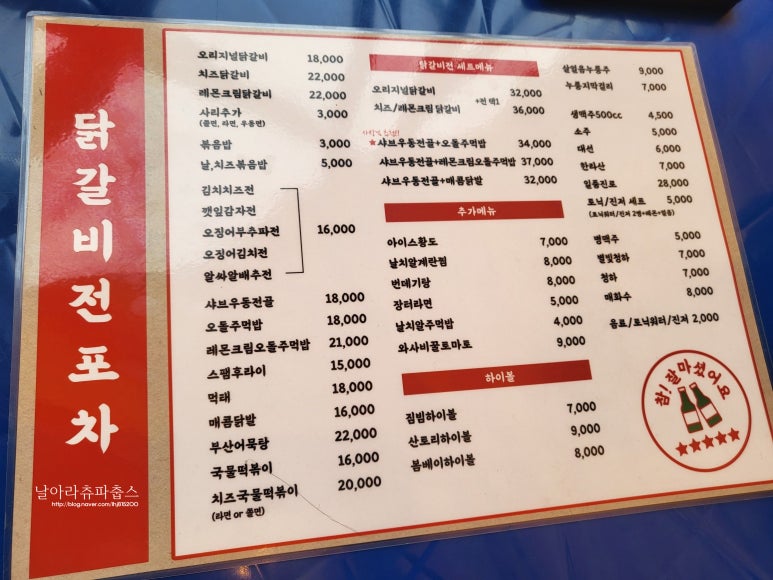 닭갈비전포차
오리지널닭갈비 18,000
치즈닭갈비 22,000
레몬크림닭갈비 22,000
사리추가 3,000
(쫄면, 라면, 우동면)
볶음밥 3,000
날,치즈볶음밥 5,000
김치치즈전
깻잎감자전
오징어부추파전 16,000
오징어김치전
알싸알배추전
샤브우동전골 18,000
오돌주먹밥 18,000
레몬크림오돌주먹밥 21,000
스팸후라이 15,000
먹태 18,000
매콤닭발 16,000
부산어묵탕 22,000
국물떡볶이 16,000
치즈국물떡볶이 20,000
(라면 or 쫄면)
닭갈비전 세트메뉴
오리지널닭갈비 32,000
+전 택1
치즈/레몬크림 닭갈비 36,000
★샤브우동전골+오돌주먹밥 34,000
샤브우동전골+레몬크림오돌주먹밥 37,000
샤브우동전골+매콤닭발 32,000
추가메뉴
아이스황도 7,000
날치알계란찜 8,000
번데기탕 8,000
장터라면 5,000
날치알주먹밥 4,000
와사비꿀토마토 9,000
하이볼
짐빔하이볼 7,000
산토리하이볼 9,000
봄베이하이볼 8,000
살얼음누룽주 9,000
누룽지막걸리 7,000
생맥주500cc 4,500
소주 5,000
대선 6,000
한라산 7,000
일품진로 28,000
토닉/진저 세트 5,000
(토닉워터/진저 2병+레몬+얼음)
병맥주 5,000
별빛청하 7,000
청하 7,000
매화수 8,000
음료/토닉워터/진저 2,000
참! 잘마셨어요
★★★★★
날아라츄파춥스